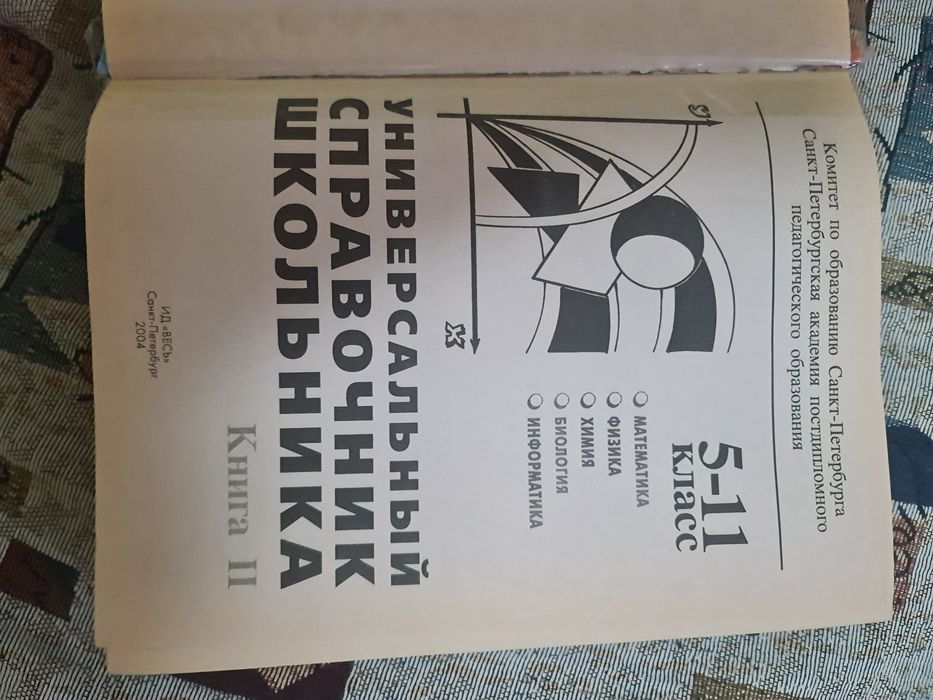 Комитет по образованию Санкт-Петербурга
Санкт-Петербургская академия постдипломного
педагогического образования
y
x
5-11
класс
МАТЕМАТИКА
ФИЗИКА
ХИМИЯ
БИОЛОГИЯ
ИНФОРМАТИКА
УНИВЕРСАЛЬНЫЙ
СПРАВОЧНИК
ШКОЛЬНИКА
Книга II
ИД «ВЕСЬ»
Санкт-Петербург
2004